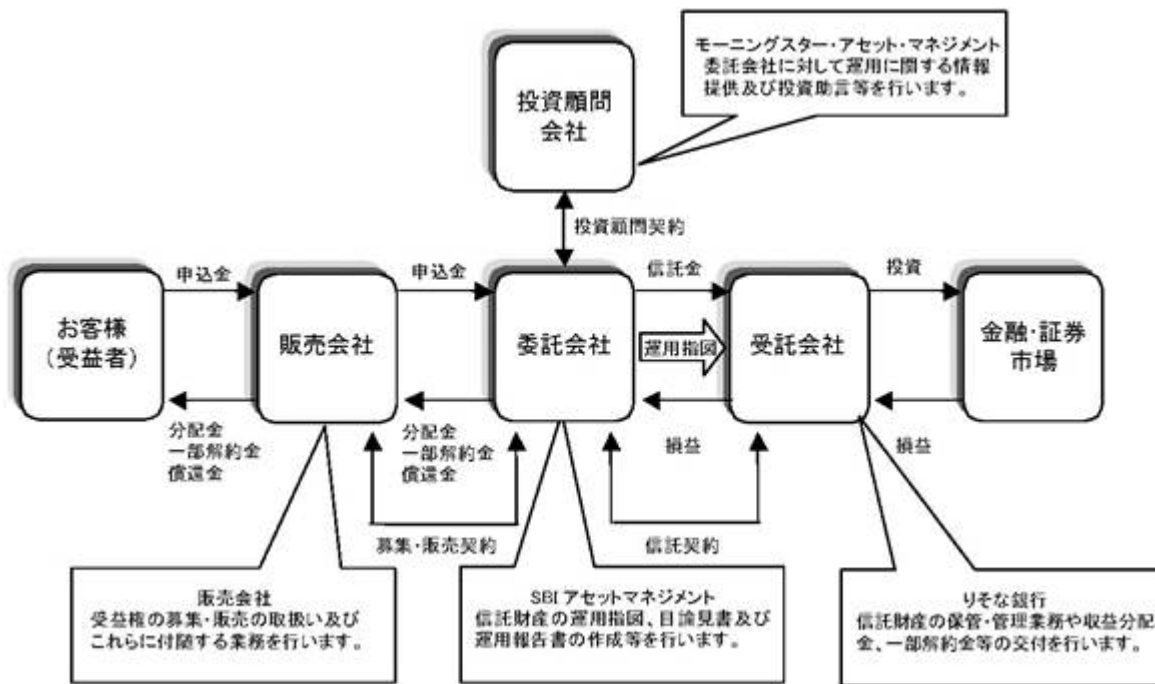 モーニングスター・アセット・マネジメント
委託会社に対して運用に関する情報
提供及び投資助言等を行います。
投資顧問
会社
投資顧問契約
申込金
申込金
信託金
投資
お客様
(受益者)
販売会社
委託会社
運用指図
受託会社
金融・証券
市場
分配金
一部解約金
償還金
分配金
一部解約金
償還金
損益
損益
募集・販売契約
信託契約
販売会社
受益権の募集・販売の取扱い及び
これらに付随する業務を行います。
SBI アセットマネジメント
信託財産の運用指図、目論見書及び
運用報告書の作成等を行います。
りそな銀行
信託財産の保管・管理業務や収益分配
金、一部解約金等の交付を行います。